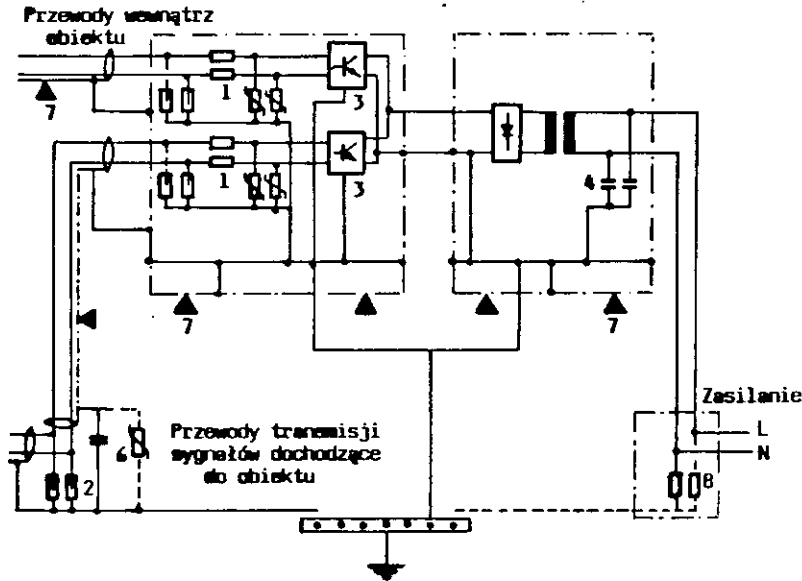 Przewody wewnątrz
obiektu
7
1
3
1
3
4
7
7
Zasilanie
L
N
Przewody transmisji
sygnałów dochodzące
do obiektu
6
2
8